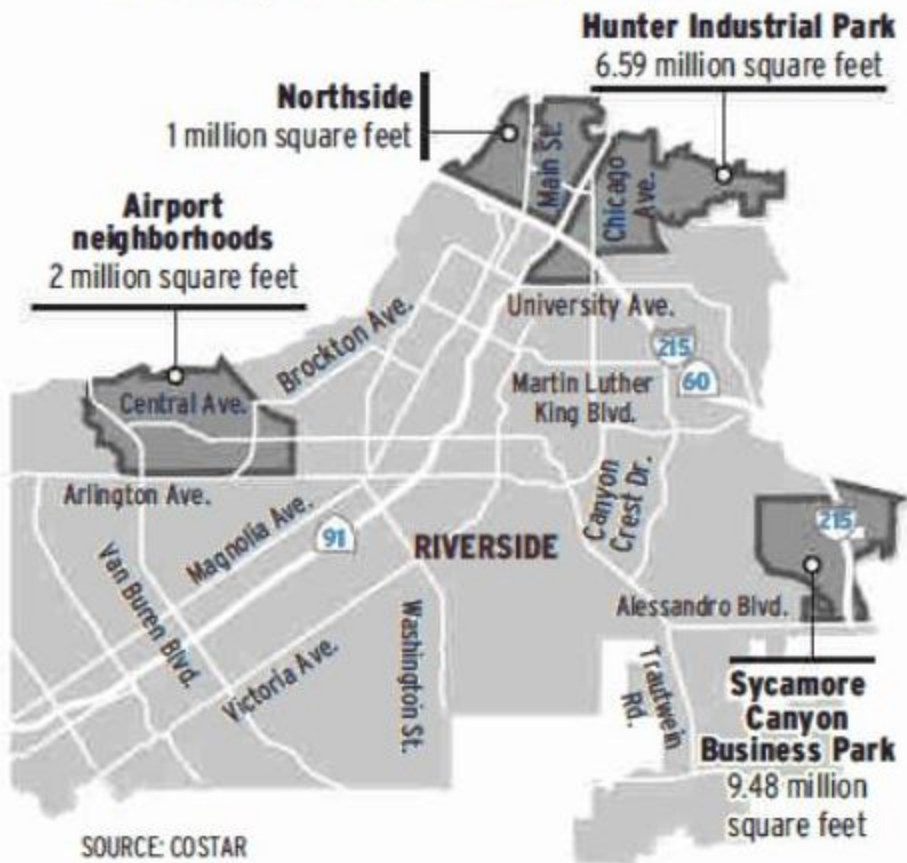 Hunter Industrial Park
6.59 million square feet
Northside
1 million square feet
Main St.
Chicago
Ave.
Airport
neighborhoods
2 million square feet
University Ave.
Brockton Ave.
215
60
Martin Luther
King Blvd.
Central Ave.
Arlington Ave.
Canyon
Crest Dr.
Magnolia Ave.
91
RIVERSIDE
215
Van Buren Blvd.
Alessandro Blvd.
Washington St.
Victoria Ave.
Trautwein
Rd.
Sycamore
Canyon
Business Park
9.48 million
square feet
SOURCE: COSTAR